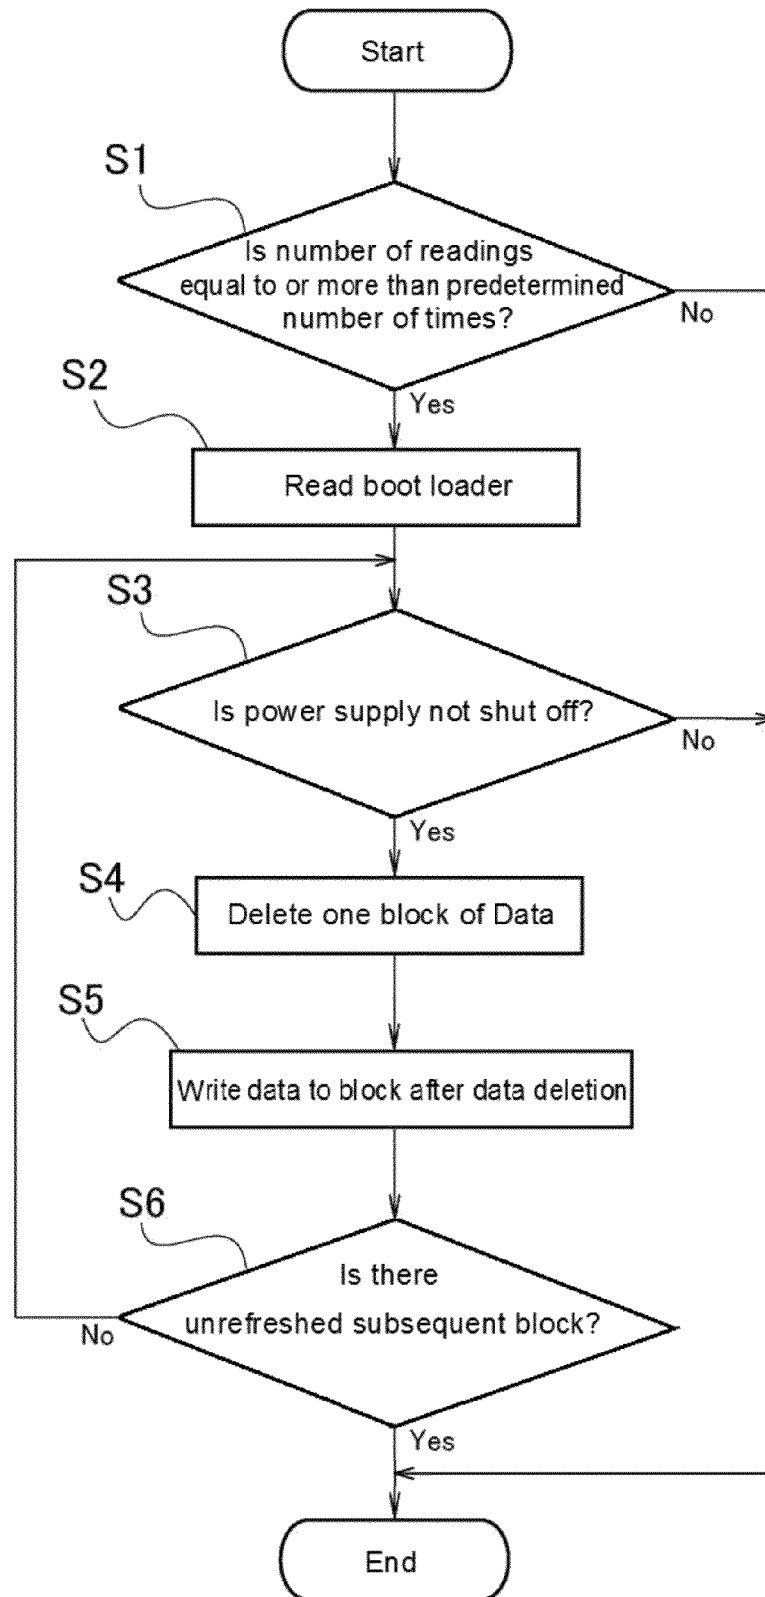 Start
S1
Is number of readings
equal to or more than predetermined
number of times?
No
Yes
S2
Read boot loader
S3
Is power supply not shut off?
No
Yes
S4
Delete one block of Data
S5
Write data to block after data deletion
S6
Is there
unrefreshed subsequent block?
No
Yes
End